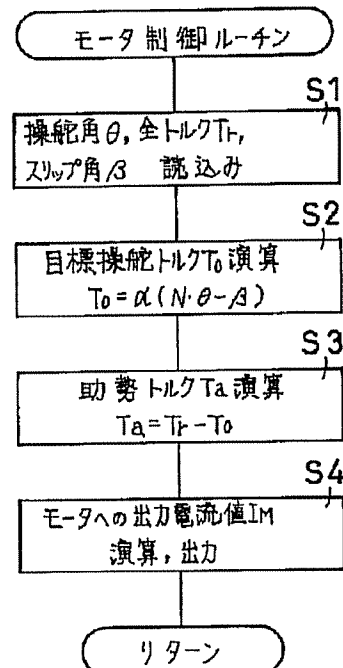 モータ制御ルーチン
S1
操舵角θ,全トルクTr,
スリップ角β 読込み
S2
目標操舵トルクTo演算
To=α(N·θ-β)
S3
助勢トルクTa演算
Ta=Tr-To
S4
モータへの出力電流値IM
演算,出力
リターン